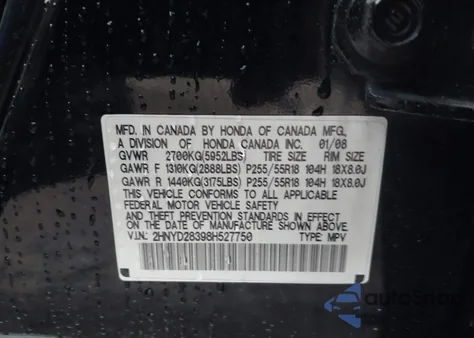 MFD. IN CANADA BY HONDA OF CANADA MFG.,
A DIVISION OF HONDA CANADA INC. 01/08
GVWR 2700KG(5952LBS) TIRE SIZE RIM SIZE
GAWR F 1310KG(2888LBS) P255/55R18 104H 18X8.0J
GAWR R 1440KG(3175LBS) P255/55R18 104H 18X8.0J
THIS VEHICLE CONFORMS TO ALL APPLICABLE
FEDERAL MOTOR VEHICLE SAFETY AND
THEFT PREVENTION STANDARDS IN EFFECT
ON THE DATE OF MANUFACTURE SHOWN ABOVE.
V.I.N.: 2HNYD28398H527750 TYPE: MPV